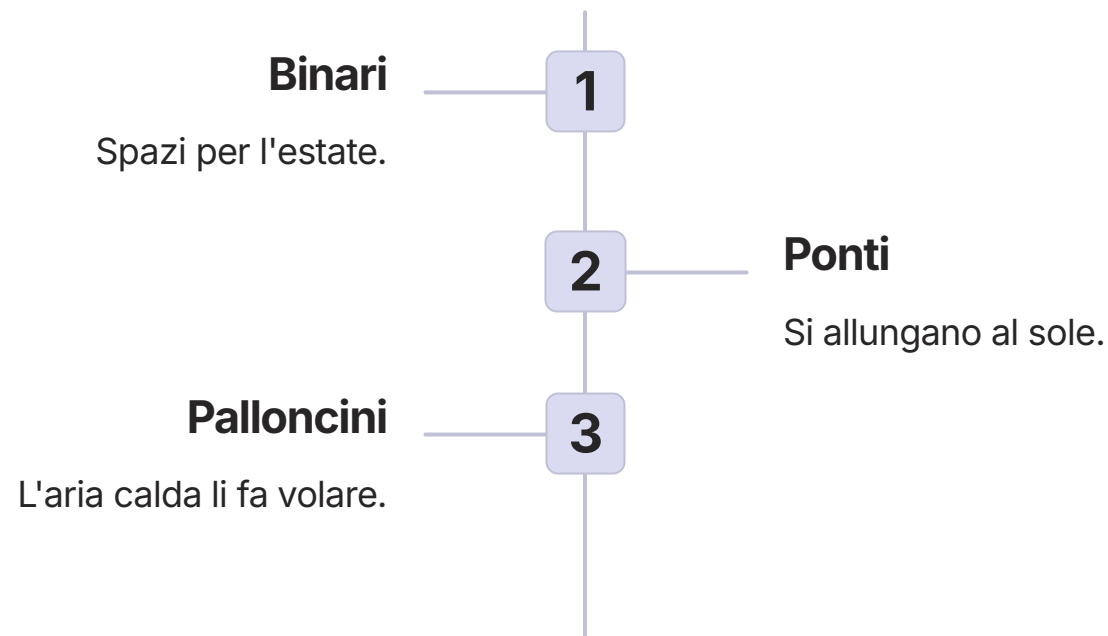 1
Binari
Spazi per l'estate.
2
Ponti
Si allungano al sole.
3
Palloncini
L'aria calda li fa volare.